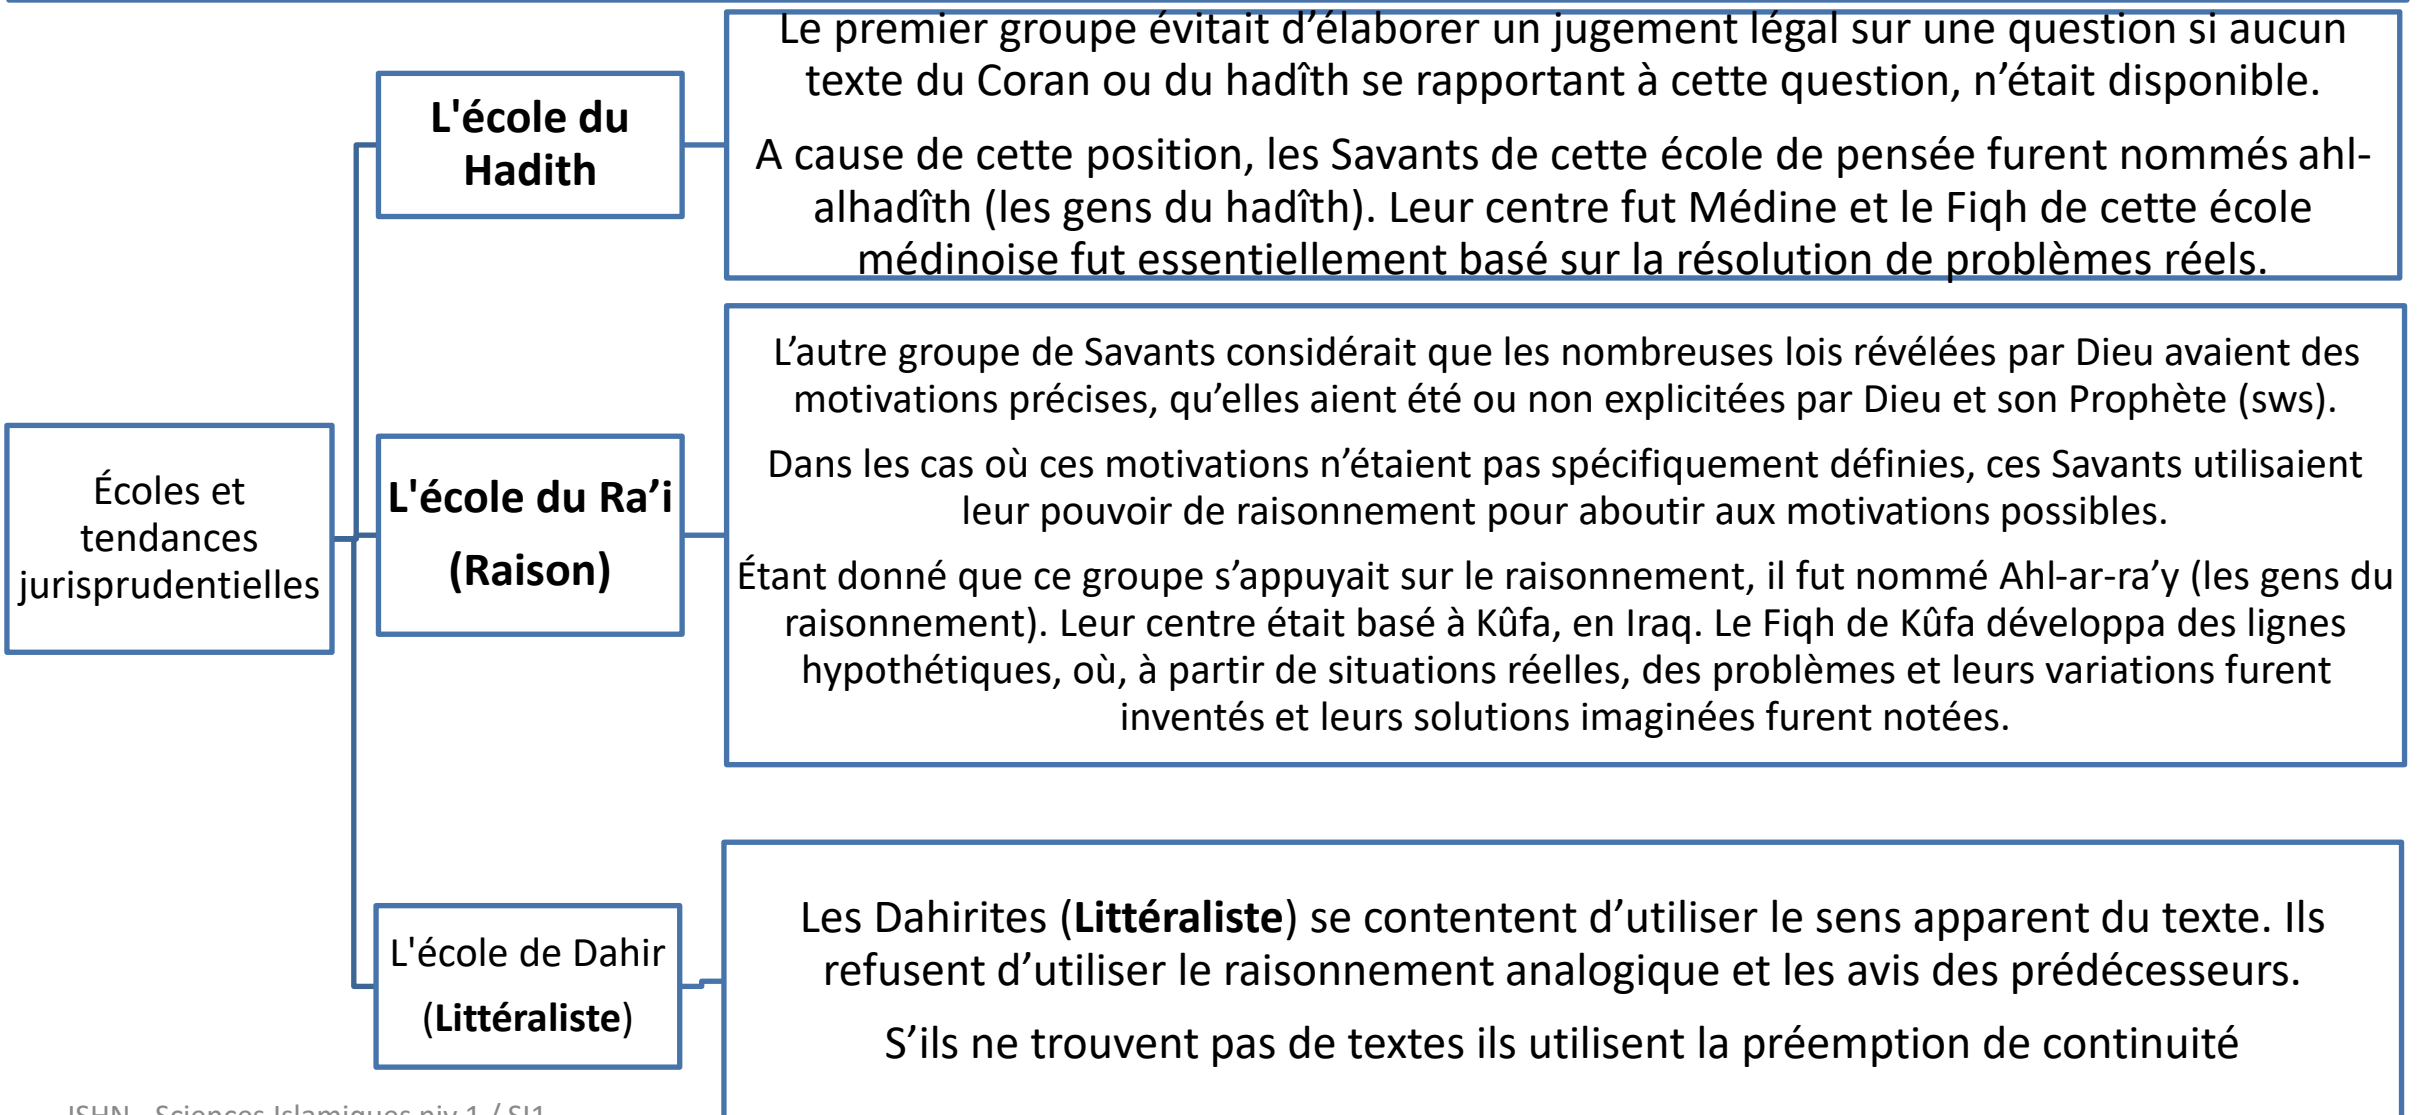 Écoles et
tendances
jurisprudentielles
L'école du
Hadith
Le premier groupe évitait d’élaborer un jugement légal sur une question si aucun
texte du Coran ou du hadîth se rapportant à cette question, n’était disponible.
A cause de cette position, les Savants de cette école de pensée furent nommés ahl-
alhadîth (les gens du hadîth). Leur centre fut Médine et le Fiqh de cette école
médinoise fut essentiellement basé sur la résolution de problèmes réels.
L'école du Ra’i
(Raison)
L’autre groupe de Savants considérait que les nombreuses lois révélées par Dieu avaient des
motivations précises, qu’elles aient été ou non explicitées par Dieu et son Prophète (sws).
Dans les cas où ces motivations n’étaient pas spécifiquement définies, ces Savants utilisaient
leur pouvoir de raisonnement pour aboutir aux motivations possibles.
Étant donné que ce groupe s’appuyait sur le raisonnement, il fut nommé Ahl-ar-ra’y (les gens du
raisonnement). Leur centre était basé à Kûfa, en Iraq. Le Fiqh de Kûfa développa des lignes
hypothétiques, où, à partir de situations réelles, des problèmes et leurs variations furent
inventés et leurs solutions imaginées furent notées.
L'école de Dahir
(Littéraliste)
Les Dahirites (Littéraliste) se contentent d’utiliser le sens apparent du texte. Ils
refusent d’utiliser le raisonnement analogique et les avis des prédécesseurs.
S’ils ne trouvent pas de textes ils utilisent la préemption de continuité
ISHN - Sciences Islamiques niv 1 / SI1